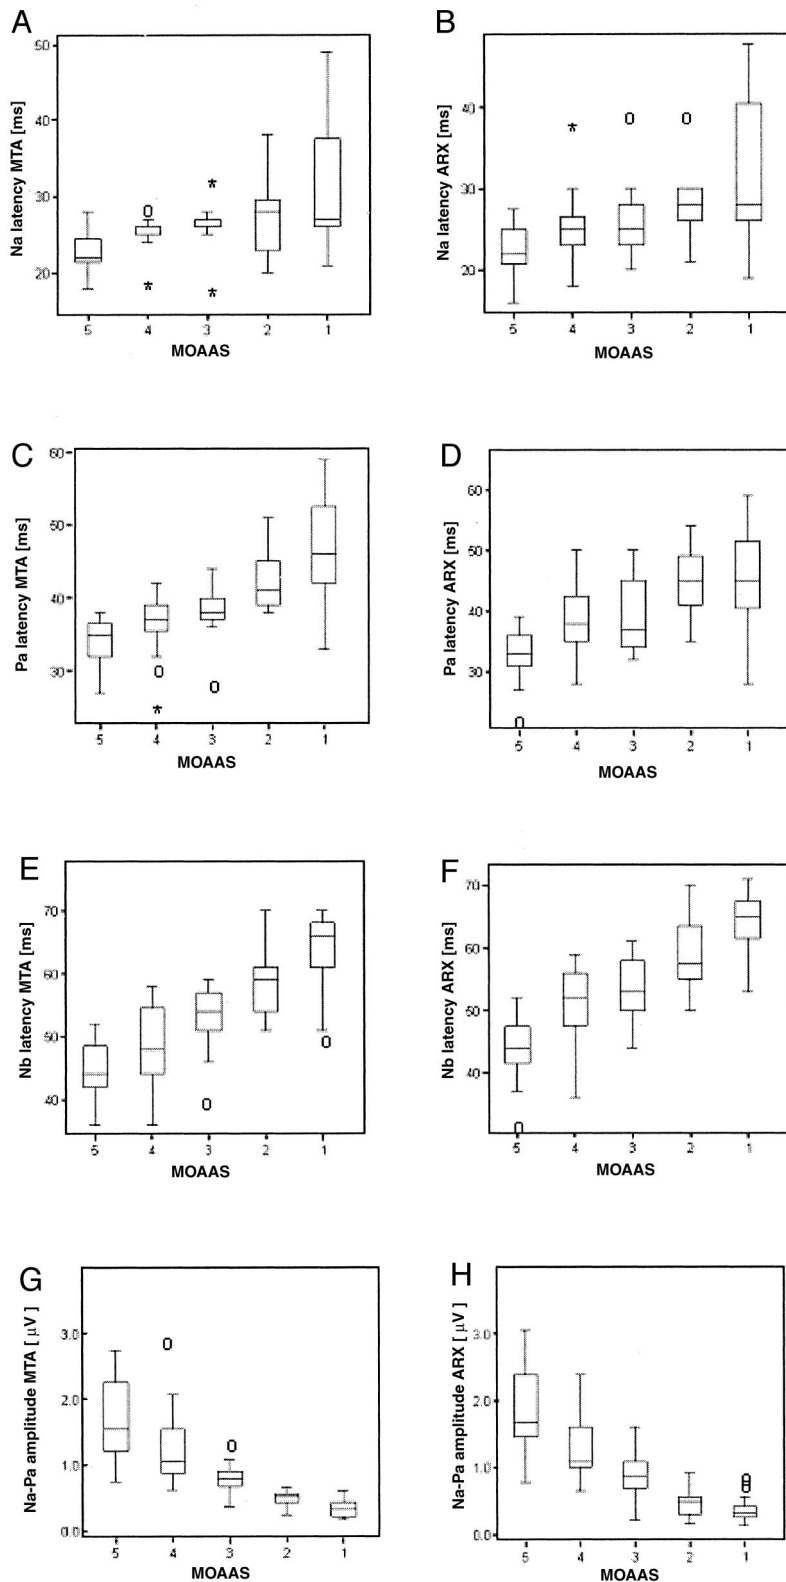 A
Na latency MTA [ms]
50
40
30
20
5 4 3 2 1
MOAAS
B
Na latency ARX [ms]
40
30
20
5 4 3 2 1
MOAAS
C
Pa latency MTA [ms]
60
50
40
30
5 4 3 2 1
MOAAS
D
Pa latency ARX [ms]
60
50
40
30
5 4 3 2 1
MOAAS
E
Nb latency MTA [ms]
70
60
50
40
5 4 3 2 1
MOAAS
F
Nb latency ARX [ms]
70
60
50
40
5 4 3 2 1
MOAAS
G
Na-Pa amplitude MTA [ µV ]
3.0
2.0
1.0
0.0
5 4 3 2 1
MOAAS
H
Na-Pa amplitude ARX [ µV ]
3.0
2.0
1.0
0.0
5 4 3 2 1
MOAAS